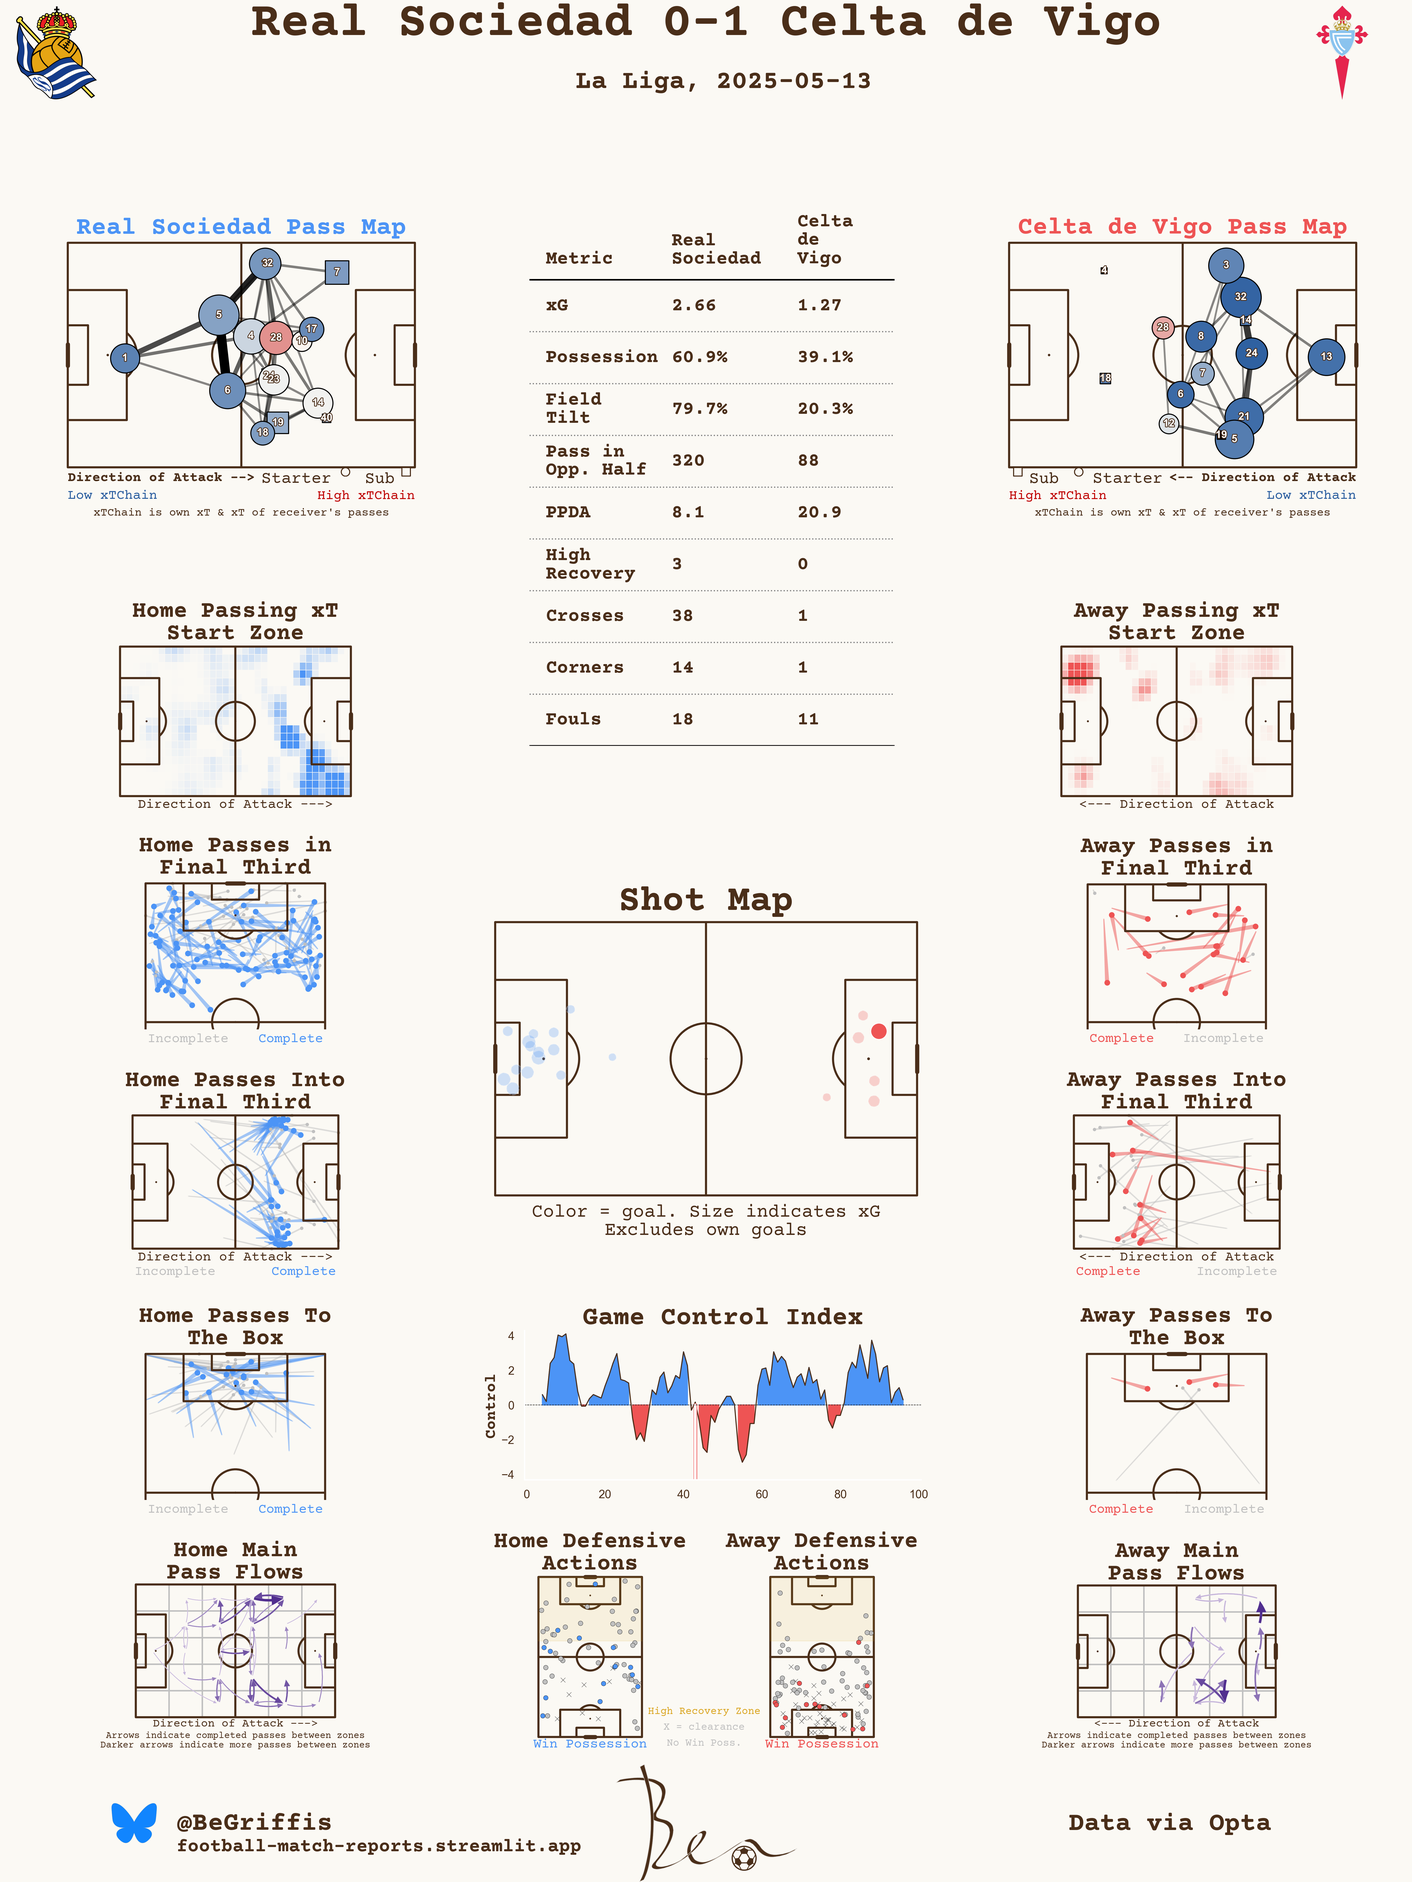 Real Sociedad 0-1 Celta de Vigo
La Liga, 2025-05-13
Real Sociedad Pass Map
32
7
5
4
28
17
10
1
24
23
6
14
40
19
18
Direction of Attack --> Starter Sub
Low xTChain High xTChain
xTChain is own xT & xT of receiver's passes
Metric Real Sociedad Celta de Vigo
xG 2.66 1.27
Possession 60.9% 39.1%
Field Tilt 79.7% 20.3%
Pass in Opp. Half 320 88
PPDA 8.1 20.9
High Recovery 3 0
Crosses 38 1
Corners 14 1
Fouls 18 11
Celta de Vigo Pass Map
4
3
32
14
28
8
24
13
7
18
6
21
12
19
5
Sub Starter <-- Direction of Attack
High xTChain Low xTChain
xTChain is own xT & xT of receiver's passes
Home Passing xT
Start Zone
Direction of Attack --->
Away Passing xT
Start Zone
<--- Direction of Attack
Home Passes in
Final Third
Incomplete Complete
Away Passes in
Final Third
Complete Incomplete
Shot Map
Color = goal. Size indicates xG
Excludes own goals
Home Passes Into
Final Third
Direction of Attack --->
Incomplete Complete
Away Passes Into
Final Third
<--- Direction of Attack
Complete Incomplete
Home Passes To
The Box
Incomplete Complete
Game Control Index
Control
4
2
0
−2
−4
0 20 40 60 80 100
Away Passes To
The Box
Complete Incomplete
Home Main
Pass Flows
Direction of Attack --->
Arrows indicate completed passes between zones
Darker arrows indicate more passes between zones
Home Defensive
Actions
Win Possession
High Recovery Zone
X = clearance
No Win Poss.
Away Defensive
Actions
Win Possession
Away Main
Pass Flows
<--- Direction of Attack
Arrows indicate completed passes between zones
Darker arrows indicate more passes between zones
@BeGriffis
football-match-reports.streamlit.app
Ben
Data via Opta